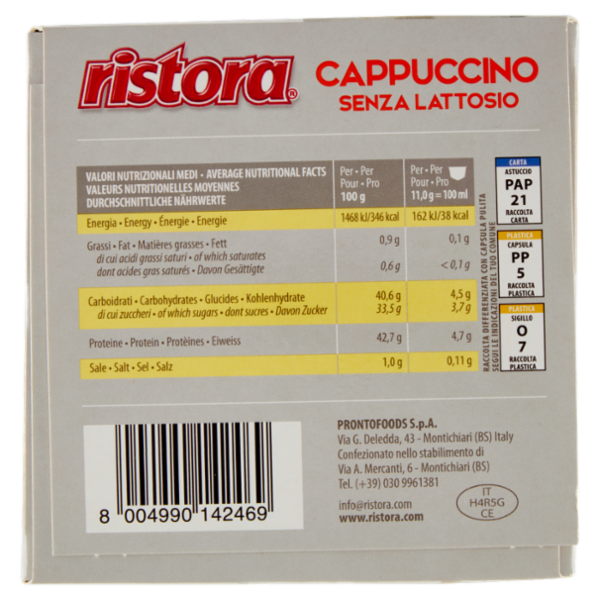 ristora®
CAPPUCCINO
SENZA LATTOSIO
VALORI NUTRIZIONALI MEDI • AVERAGE NUTRITIONAL FACTS
VALEURS NUTRITIONELLES MOYENNES
DURCHSCHNITTLICHE NÄHRWERTE
Per • Per
Pour • Pro
100 g
Per • Per
Pour • Pro
11,0 g = 100 ml
Energia • Energy • Énergie • Energie 1468 kJ/346 kcal 162 kJ/38 kcal
Grassi • Fat • Matières grasses • Fett 0,9 g 0,1 g
di cui acidi grassi saturi • of which saturates
dont acides gras saturés • Davon Gesättigte 0,6 g < 0,1 g
Carboidrati • Carbohydrates • Glucides • Kohlenhydrate 40,6 g 4,5 g
di cui zuccheri • of which sugars • dont sucres • Davon Zucker 33,5 g 3,7 g
Proteine • Protein • Protèines • Eiweiss 42,7 g 4,7 g
Sale • Salt • Sel • Salz 1,0 g 0,11 g
RACCOLTA DIFFERENZIATA CON CAPSULA PULITA
SEGUI LE INDICAZIONI DEL TUO COMUNE
CARTA
ASTUCCIO
PAP
21
RACCOLTA
CARTA
PLASTICA
CAPSULA
PP
5
RACCOLTA
PLASTICA
PLASTICA
SIGILLO
O
7
RACCOLTA
PLASTICA
8 004990 142469
PRONTOFOODS S.p.A.
Via G. Deledda, 43 - Montichiari (BS) Italy
Confezionato nello stabilimento di
Via A. Mercanti, 6 - Montichiari (BS)
Tel. (+39) 030 9961381
info@ristora.com
www.ristora.com
IT
H4R5G
CE